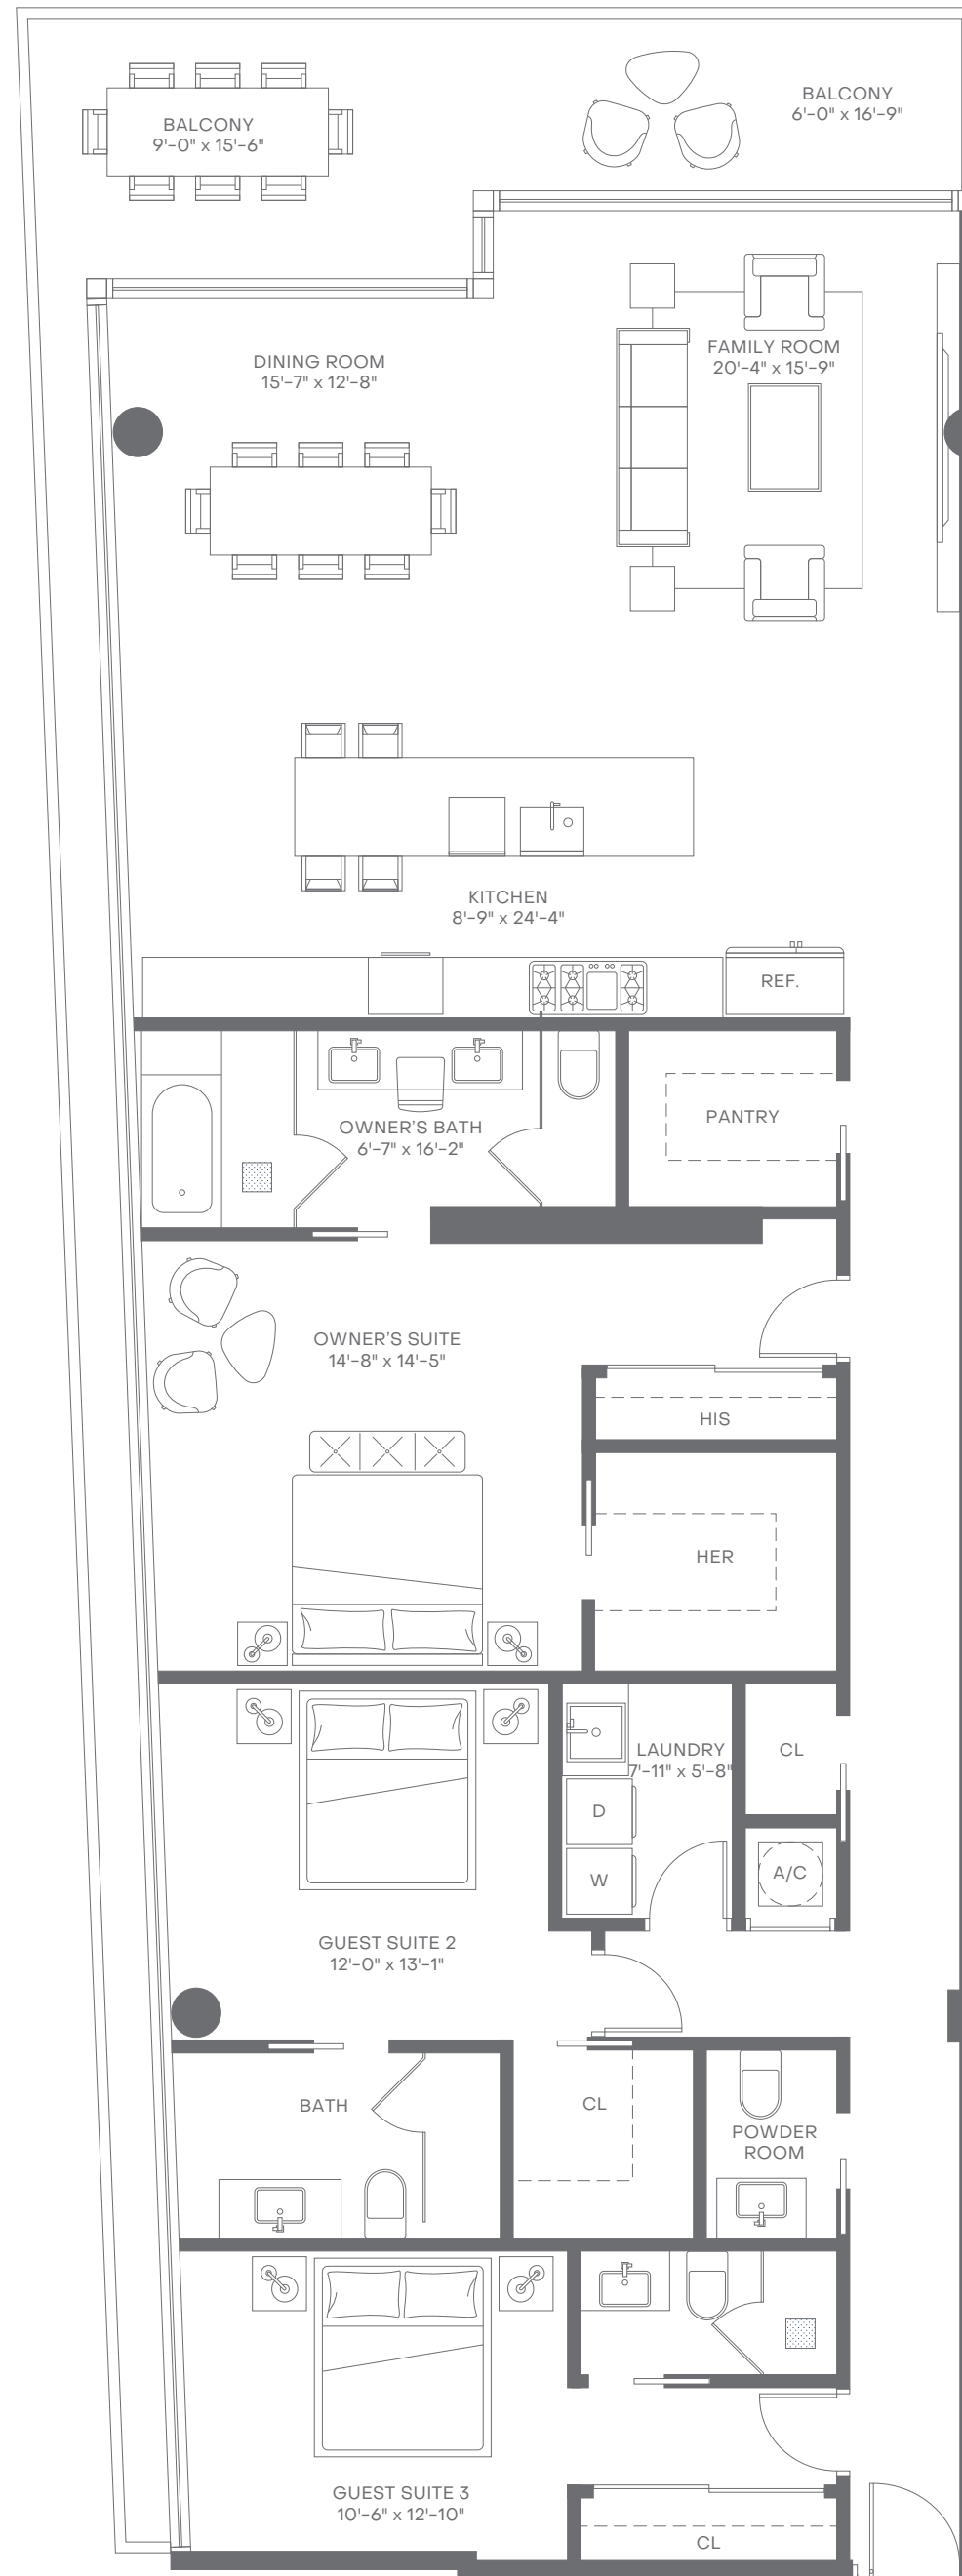 BALCONY
9'-0" x 15'-6"
BALCONY
6'-0" x 16'-9"
DINING ROOM
15'-7" x 12'-8"
FAMILY ROOM
20'-4" x 15'-9"
KITCHEN
8'-9" x 24'-4"
REF.
OWNER'S BATH
6'-7" x 16'-2"
PANTRY
OWNER'S SUITE
14'-8" x 14'-5"
HIS
HER
LAUNDRY
7'-11" x 5'-8"
CL
D
W
A/C
GUEST SUITE 2
12'-0" x 13'-1"
BATH
CL
POWDER
ROOM
GUEST SUITE 3
10'-6" x 12'-10"
CL